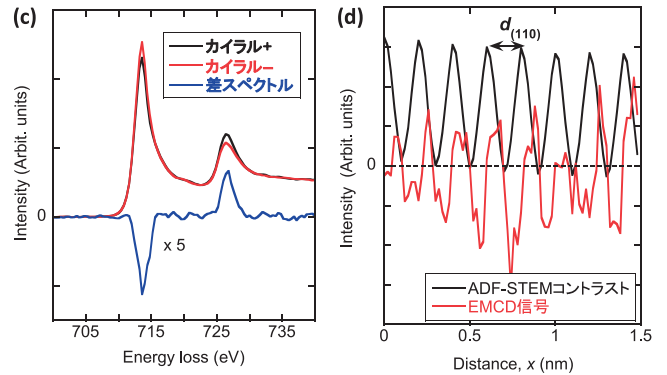 (c)
カイラル+
カイラル−
差スペクトル
Intensity (Arbit. units)
0
x 5
705
715
725
735
Energy loss (eV)
(d)
d(110)
Intensity (Arbit. units)
0
ADF-STEMコントラスト
EMCD信号
0
0.5
1.0
1.5
Distance, x (nm)